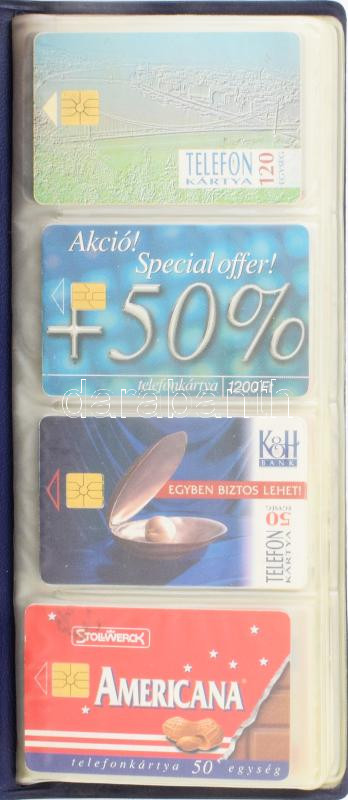 TELEFON
KÁRTYA
120
EGYSÉG
Akció!
Special offer!
+50%
telefonkártya 1200 Ft
darabanth
K&H
BANK
EGYBEN BIZTOS LEHET!
TELEFON
KÁRTYA
50
EGYSÉG
STOLLWERCK
AMERICANA
telefonkártya 50 egység